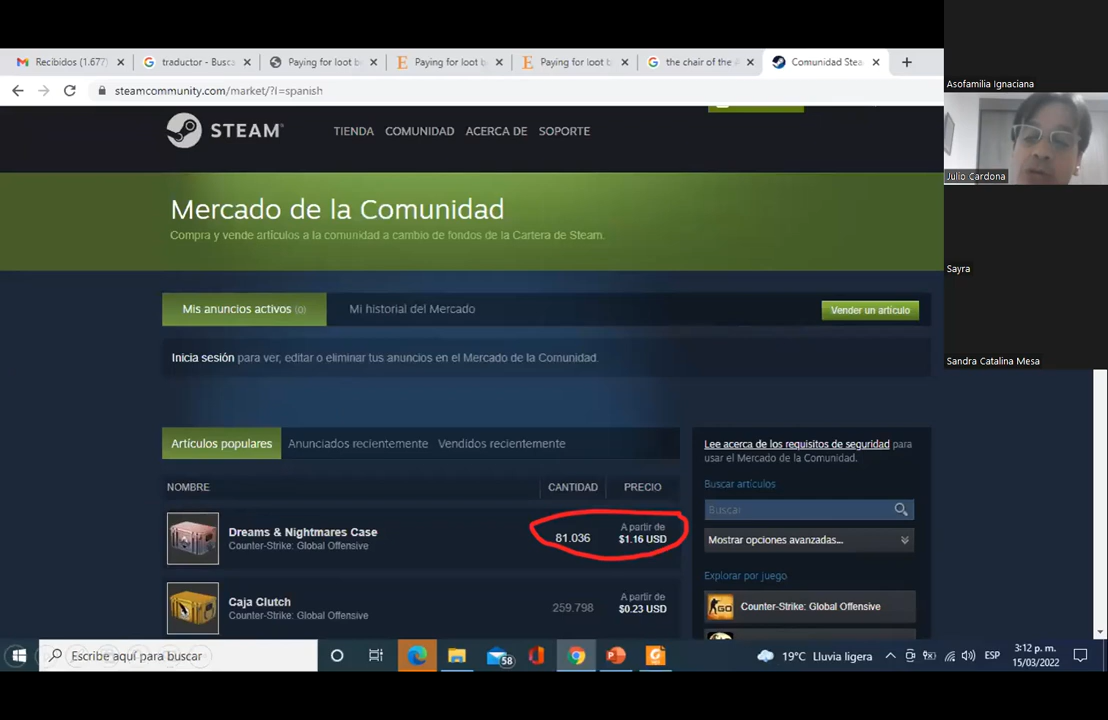 Recibidos (1.677)
traductor - Busca
Paying for loot b
Paying for loot b
Paying for loot b
the chair of the
Comunidad Stea
steamcommunity.com/market/?l=spanish
STEAM
TIENDA COMUNIDAD ACERCA DE SOPORTE
Asofamilia Ignaciana
Julio Cardona
Sayra
Sandra Catalina Mesa
Mercado de la Comunidad
Compra y vende artículos a la comunidad a cambio de fondos de la Cartera de Steam.
Mis anuncios activos (0)
Mi historial del Mercado
Vender un artículo
Inicia sesión para ver, editar o eliminar tus anuncios en el Mercado de la Comunidad.
Artículos populares
Anunciados recientemente
Vendidos recientemente
NOMBRE
CANTIDAD
PRECIO
Dreams & Nightmares Case
Counter-Strike: Global Offensive
81.036
A partir de
$1.16 USD
Caja Clutch
Counter-Strike: Global Offensive
259.798
A partir de
$0.23 USD
Lee acerca de los requisitos de seguridad para
usar el Mercado de la Comunidad.
Buscar artículos
Buscar
Mostrar opciones avanzadas...
Explorar por juego
GO
Counter-Strike: Global Offensive
Escribe aquí para buscar
58
19°C Lluvia ligera
ESP
3:12 p. m.
15/03/2022